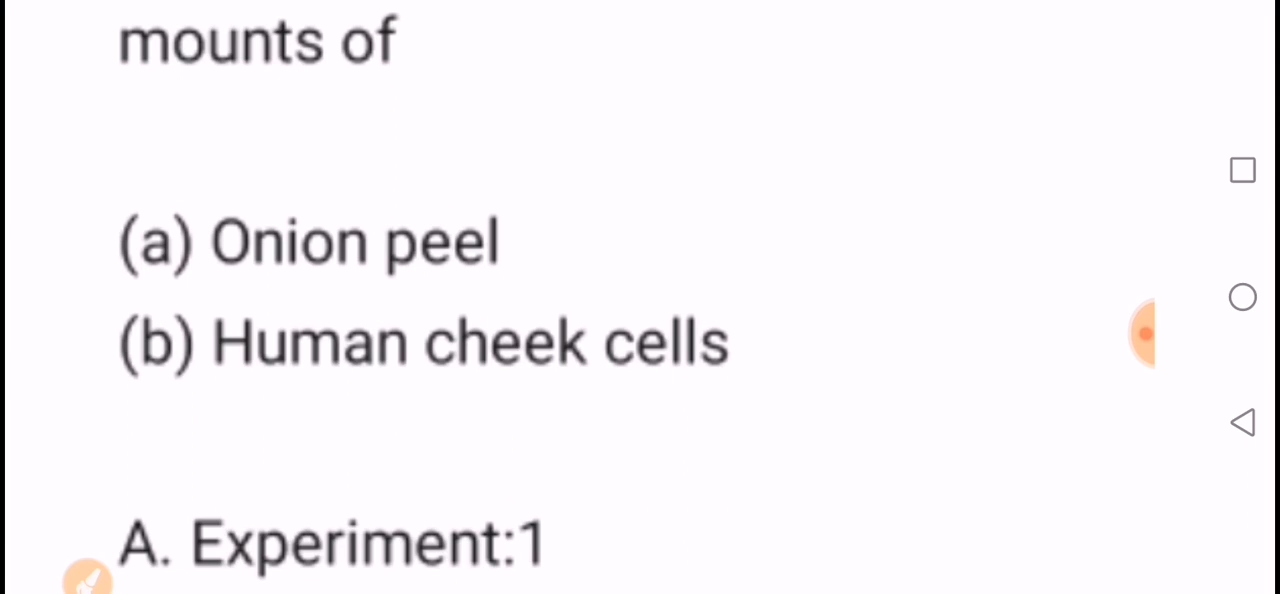 mounts of
(a) Onion peel
(b) Human cheek cells
A. Experiment:1